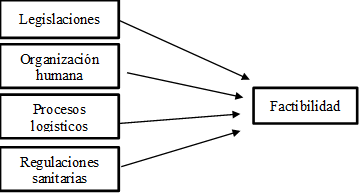 Legislaciones
Organización
humana
Procesos
logísticos
Regulaciones
sanitarias
Factibilidad